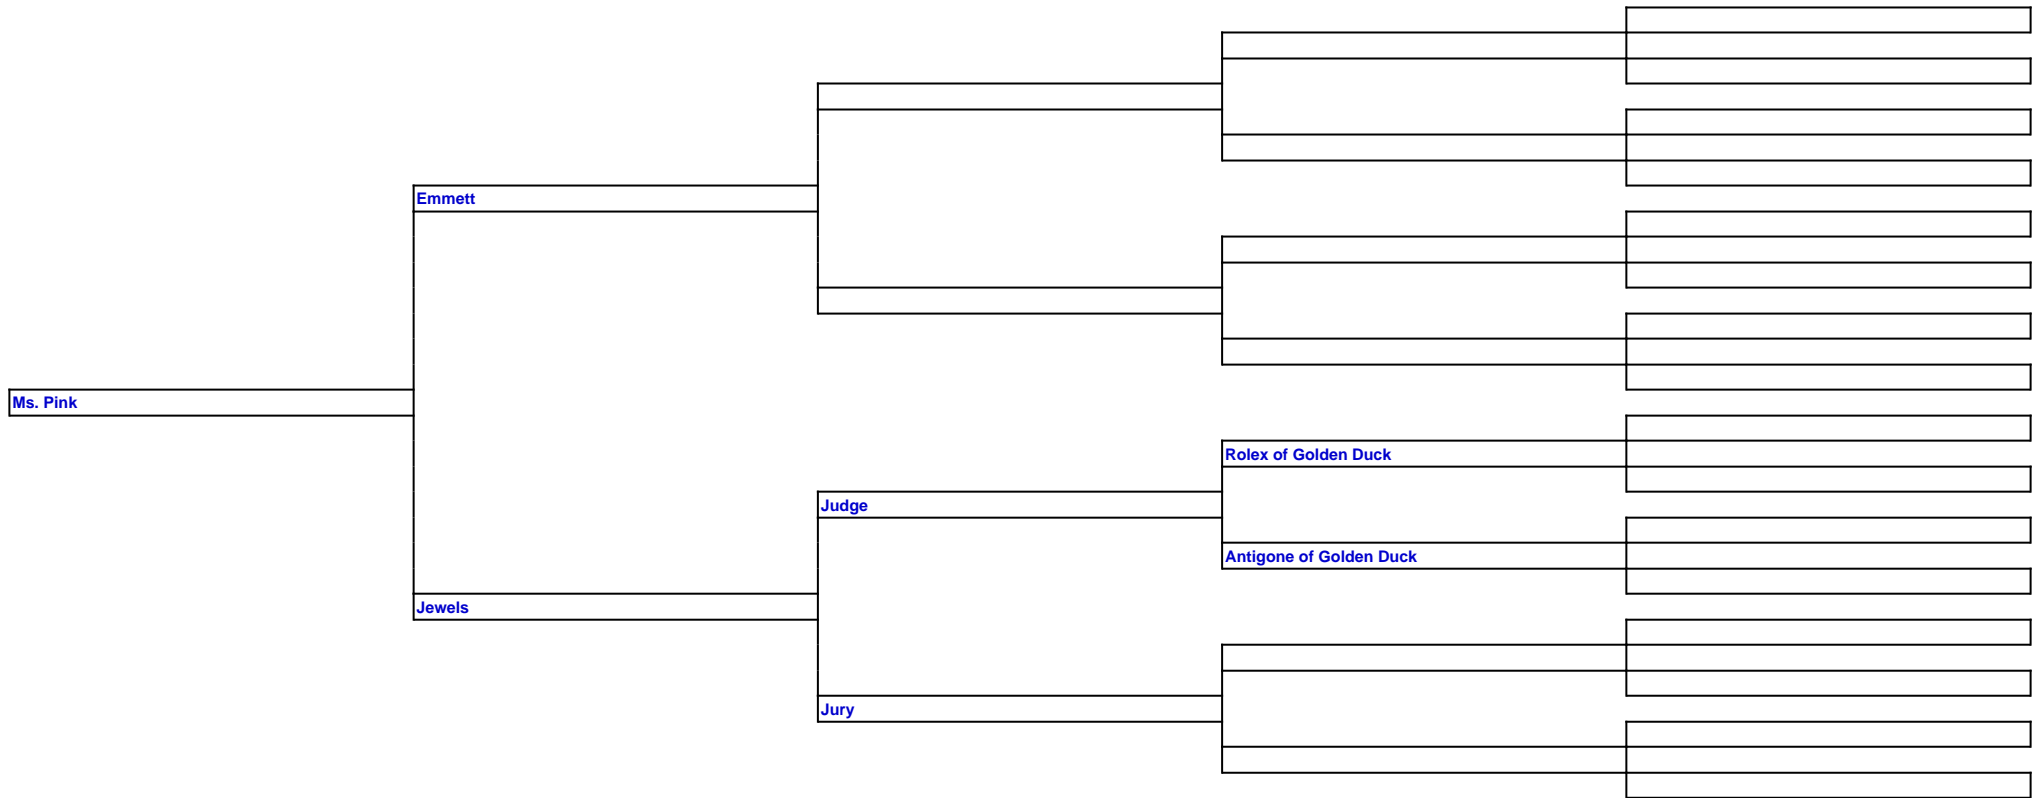 Emmett
Ms. Pink
Rolex of Golden Duck
Judge
Antigone of Golden Duck
Jewels
Jury